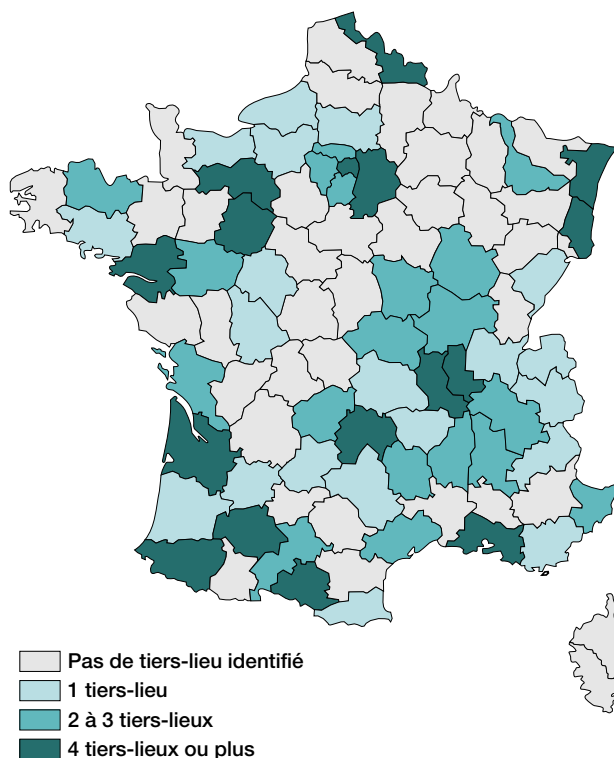 Pas de tiers-lieu identifié
1 tiers-lieu
2 à 3 tiers-lieux
4 tiers-lieux ou plus